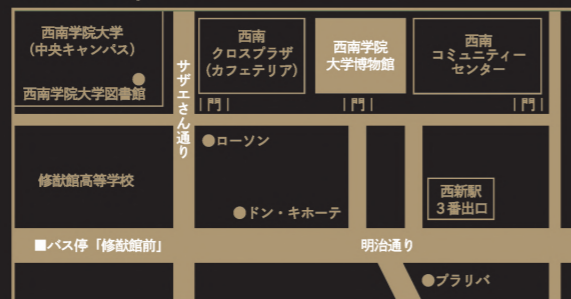 西南学院大学
(中央キャンパス)
西南学院大学図書館
サザエさん通り
西南
クロスプラザ
(カフェテリア)
西南学院
大学博物館
西南
コミュニティー
センター
|門|
|門|
|門|
●ローソン
修猷館高等学校
●ドン・キホーテ
西新駅
3番出口
■バス停「修猷館前」
明治通り
●プラリバ